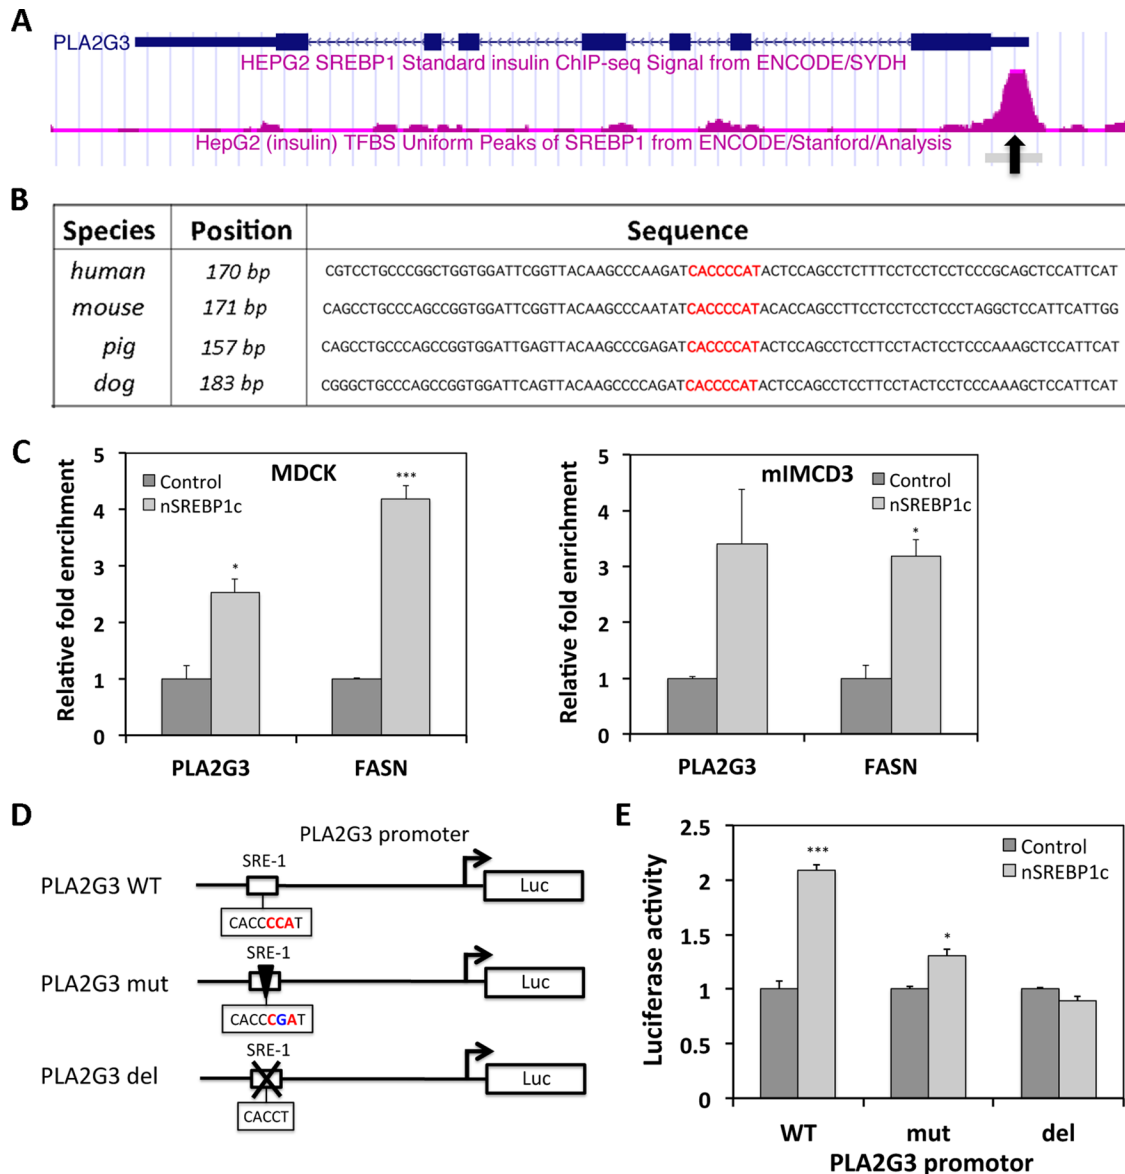 A
PLA2G3
HEPG2 SREBP1 Standard insulin ChIP-seq Signal from ENCODE/SYDH
HepG2 (insulin) TFBS Uniform Peaks of SREBP1 from ENCODE/Stanford/Analysis
B
Species Position Sequence
human 170 bp CGTCCTGCCCGGCTGGTGGATTCGGTTACAAGCCCAAGATCACCCCATACTCCAGCCTCTTTCCTCCTCCTCCCGCAGCTCCATTCAT
mouse 171 bp CAGCCTGCCCAGCCGGTGGATTCGGTTACAAGCCCAATATCACCCCATACACCAGCCTTCCTCCTCCCTAGGCTCCATTCATTGG
pig 157 bp CAGCCTGCCCAGCCGGTGGATTGAGTTACAAGCCCGAGATCACCCCATACTCCAGCCTCCTTCCTACTCCTCCCAAAGCTCCATTCAT
dog 183 bp CGGGCTGCCCAGCCGGTGGATTCAGTTACAAGCCCCAGATCACCCCATACTCCAGCCTCCTTCCTACTCCTCCCAAAGCTCCATTCAT
C
Relative fold enrcihment
5
4
3
2
1
0
MDCK
Control
nSREBP1c
*
***
PLA2G3 FASN
Relative fold enrichment
5
4
3
2
1
0
mIMCD3
Control
nSREBP1c
*
PLA2G3 FASN
D
PLA2G3 promoter
SRE-1
PLA2G3 WT
Luc
CACCCCAT
SRE-1
PLA2G3 mut
Luc
CACCCGAT
SRE-1
PLA2G3 del
Luc
CACCT
E
Luciferase activity
2.5
2
1.5
1
0.5
0
Control
nSREBP1c
***
*
WT mut del
PLA2G3 promotor